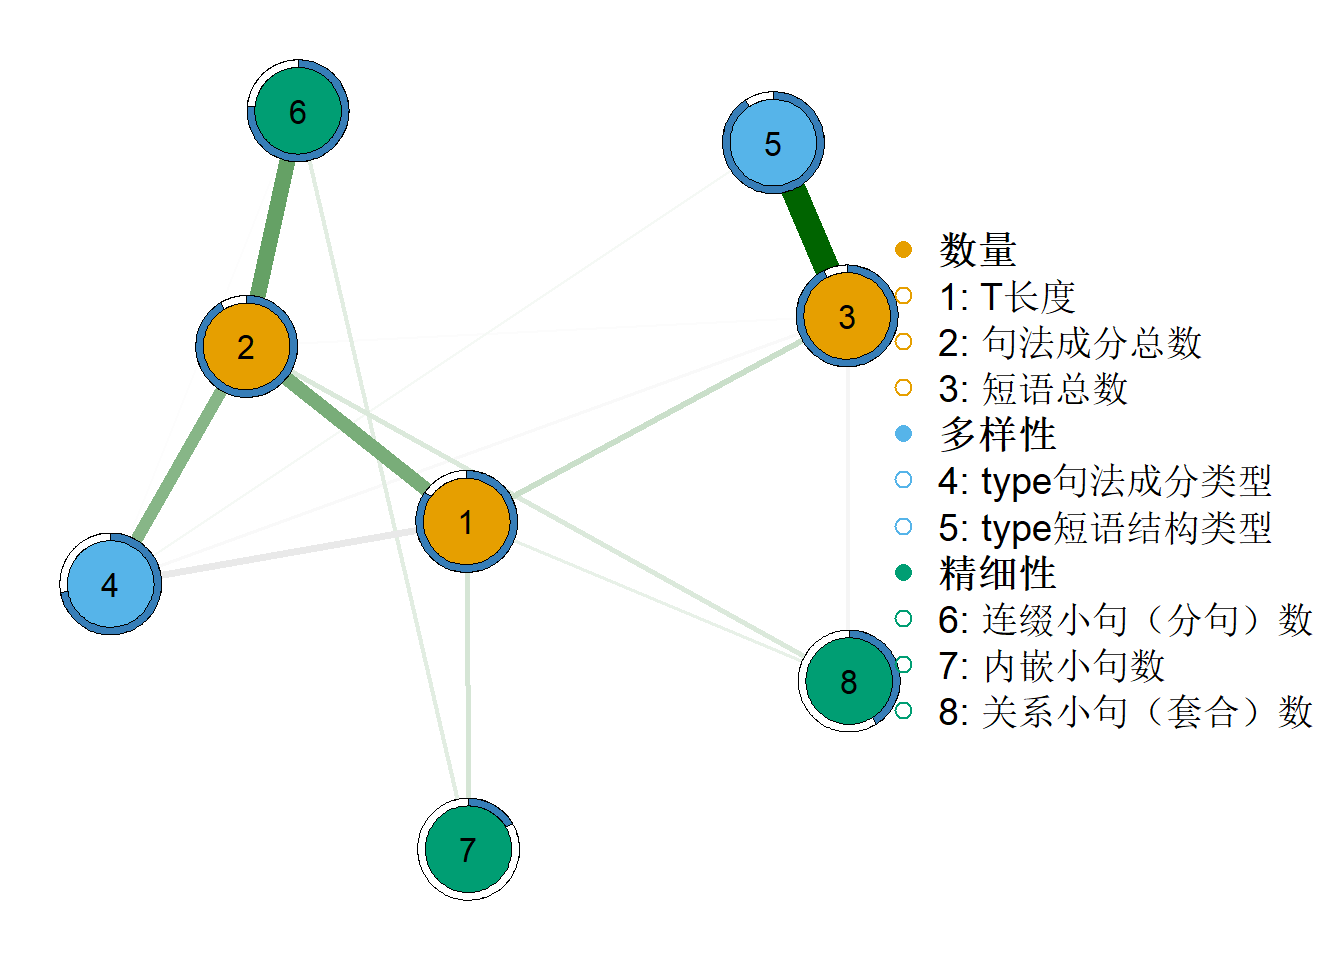 6
5
3
2
1
4
8
7
数量
1: T长度
2: 句法成分总数
3: 短语总数
多样性
4: type句法成分类型
5: type短语结构类型
精细性
6: 连缀小句（分句）数
7: 内嵌小句数
8: 关系小句（套合）数